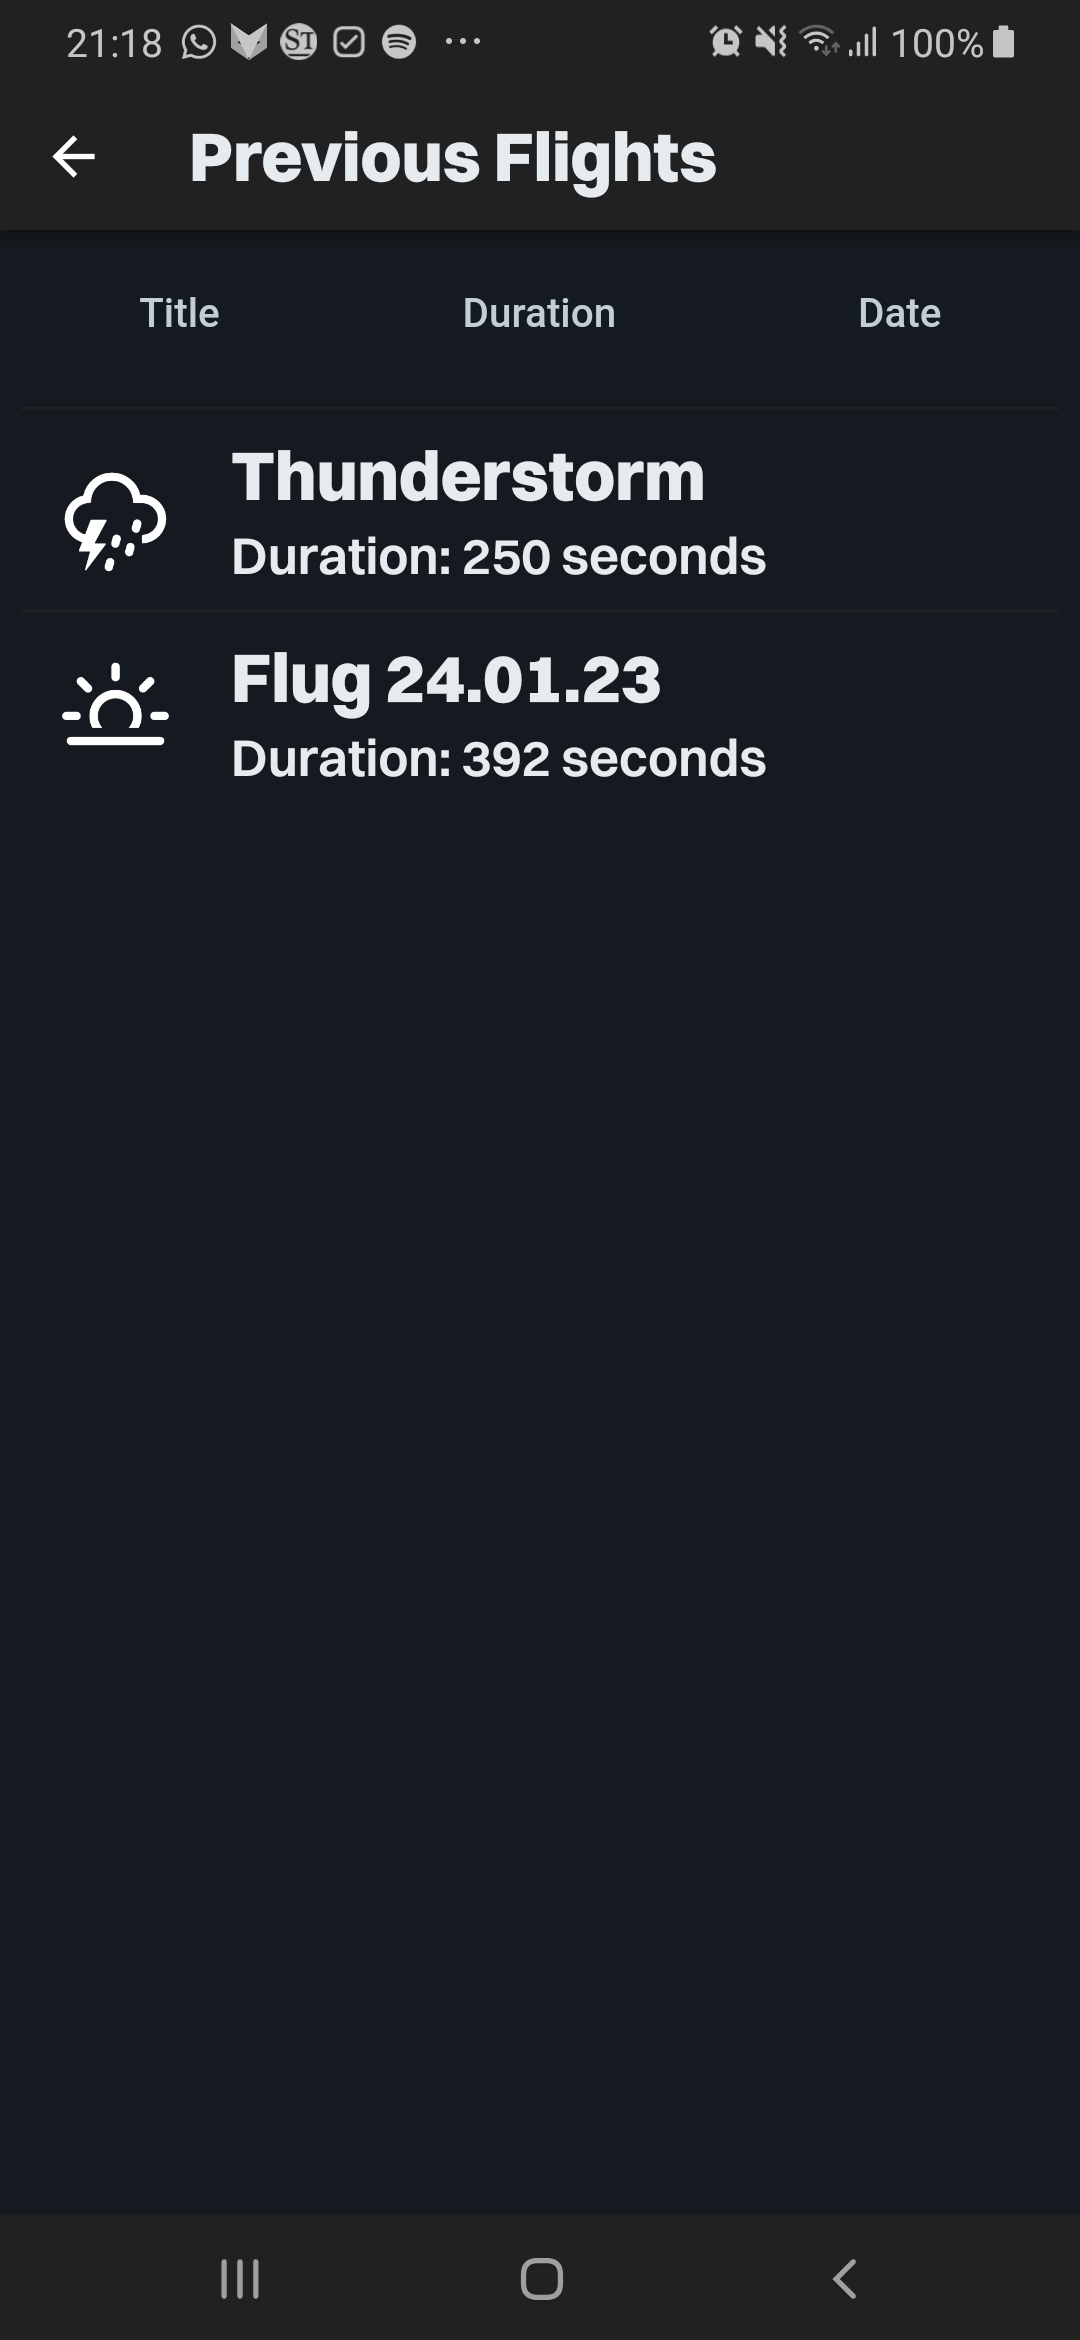 21:18 ST 100%
Previous Flights
Title Duration Date
Thunderstorm
Duration: 250 seconds
Flug 24.01.23
Duration: 392 seconds